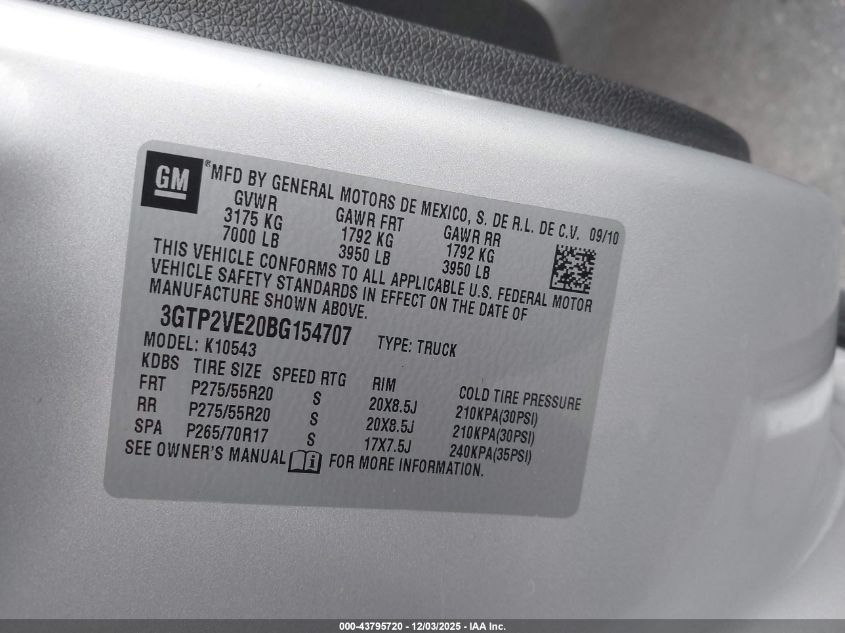 GM ® MFD BY GENERAL MOTORS DE MEXICO, S. DE R.L. DE C.V. 09/10
GVWR GAWR FRT GAWR RR
3175 KG 1792 KG 1792 KG
7000 LB 3950 LB 3950 LB
THIS VEHICLE CONFORMS TO ALL APPLICABLE U.S. FEDERAL MOTOR
VEHICLE SAFETY STANDARDS IN EFFECT ON THE DATE OF
MANUFACTURE SHOWN ABOVE.
3GTP2VE20BG154707 TYPE: TRUCK
MODEL: K10543
KDBS TIRE SIZE SPEED RTG RIM COLD TIRE PRESSURE
FRT P275/55R20 S 20X8.5J 210KPA(30PSI)
RR P275/55R20 S 20X8.5J 210KPA(30PSI)
SPA P265/70R17 S 17X7.5J 240KPA(35PSI)
SEE OWNER'S MANUAL i FOR MORE INFORMATION.
000-43795720 - 12/03/2025 - IAA Inc.